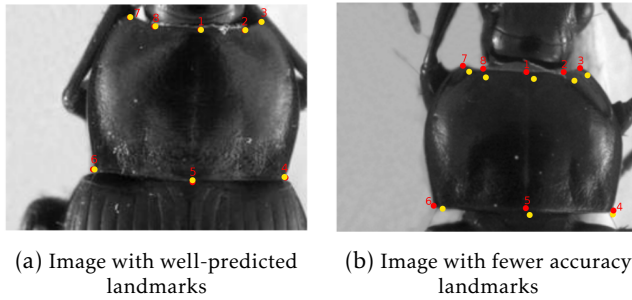 7 8 1 2 3
6 5 4
7 8 1 2 3
6 5 4
(a) Image with well-predicted
landmarks
(b) Image with fewer accuracy
landmarks